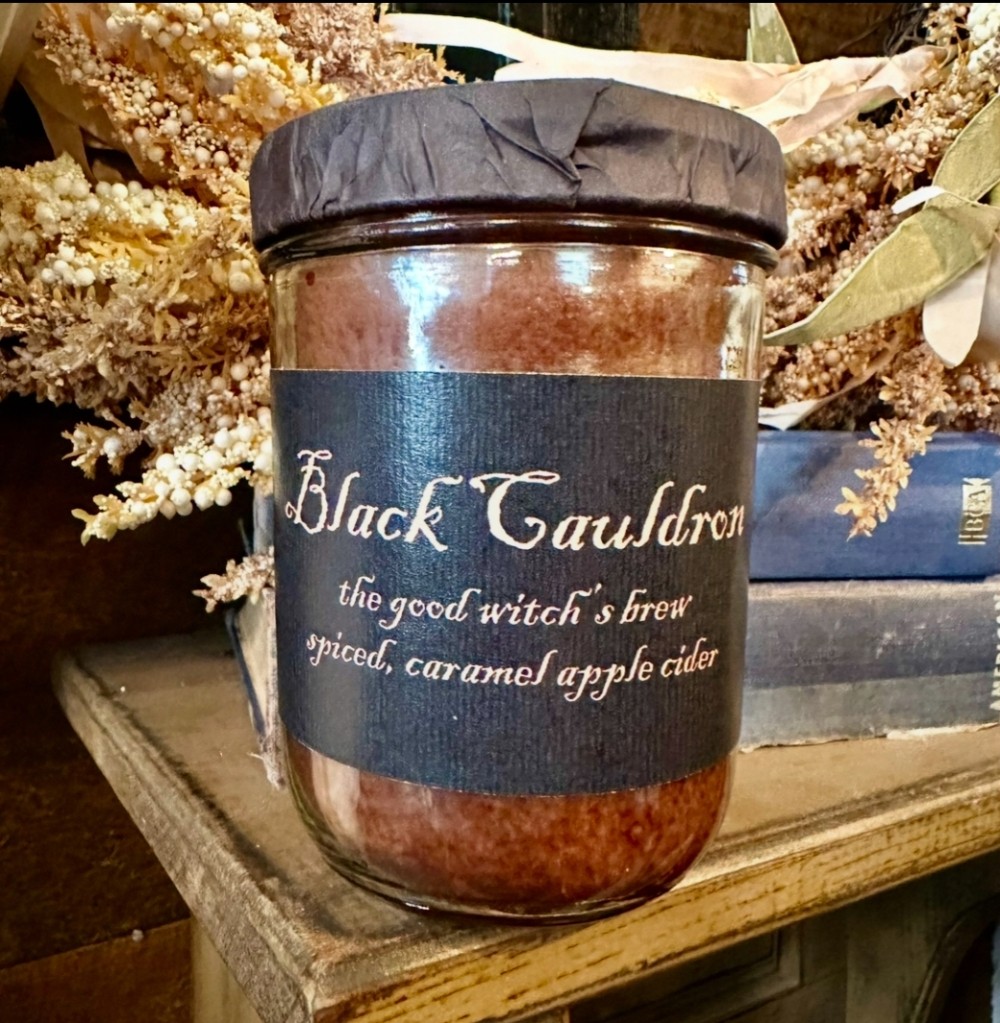 Black Cauldron
the good witch's brew
spiced, caramel apple cider